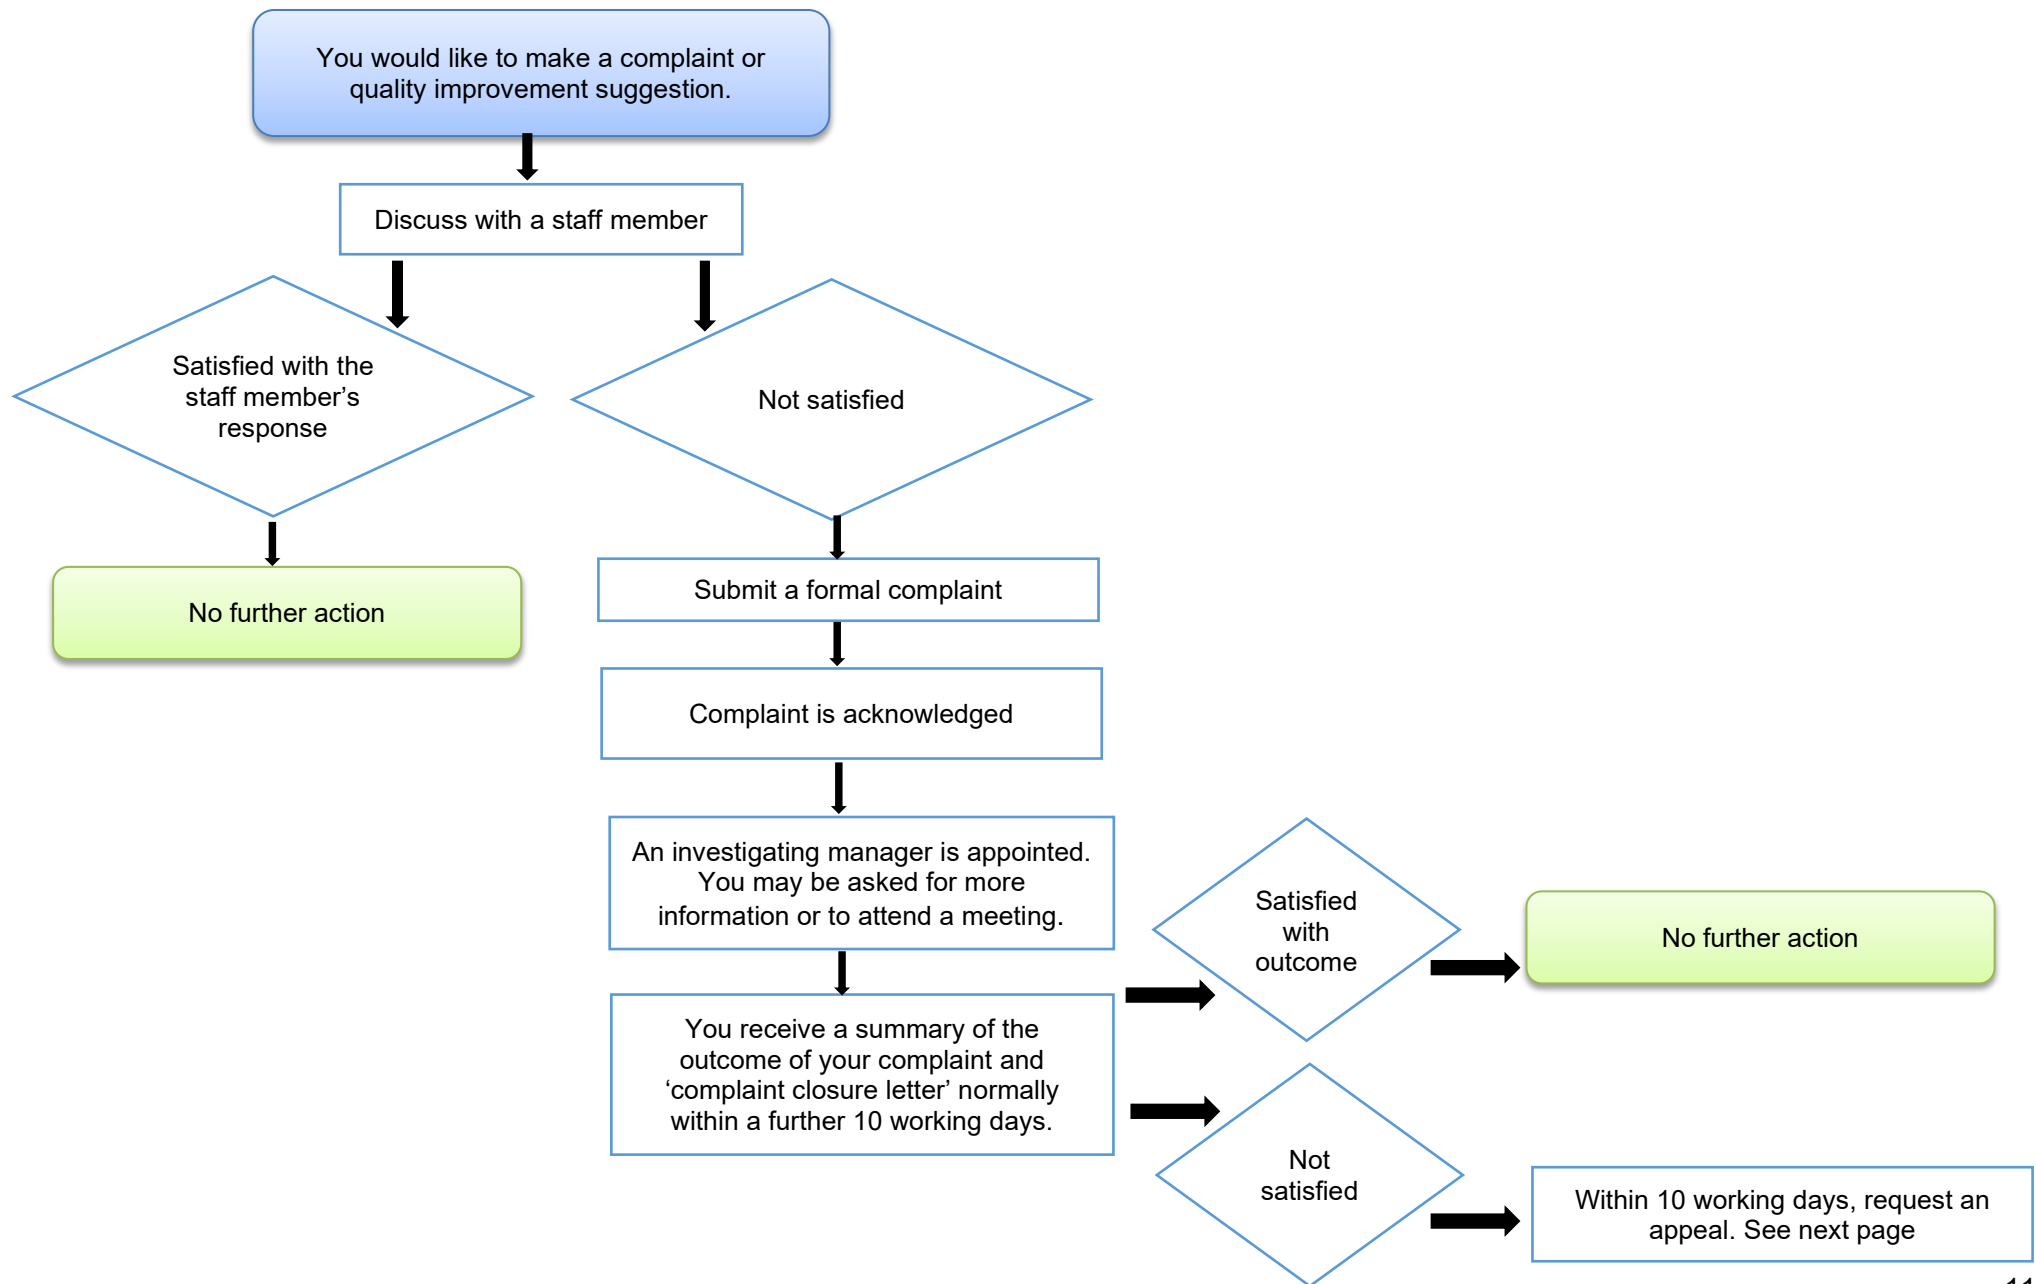 You would like to make a complaint or
quality improvement suggestion.
Discuss with a staff member
Satisfied with the
staff member’s
response
Not satisfied
No further action
Submit a formal complaint
Complaint is acknowledged
An investigating manager is appointed.
You may be asked for more
information or to attend a meeting.
Satisfied
with
outcome
No further action
You receive a summary of the
outcome of your complaint and
‘complaint closure letter’ normally
within a further 10 working days.
Not
satisfied
Within 10 working days, request an
appeal. See next page